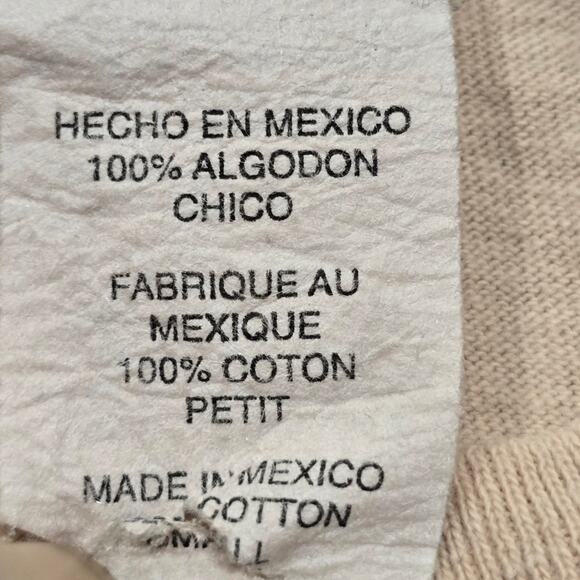 HECHO EN MEXICO
100% ALGODON
CHICO
FABRIQUE AU
MEXIQUE
100% COTON
PETIT
MADE IN MEXICO
COTTON